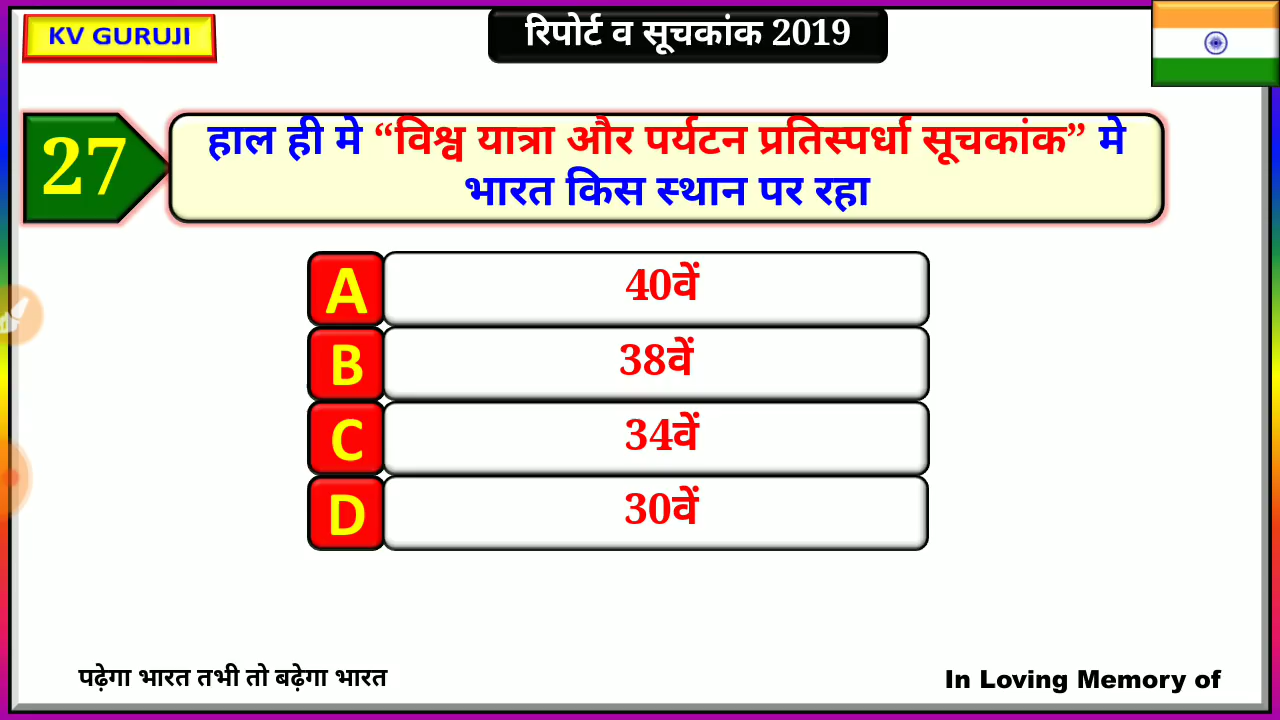 KV GURUJI
रिपोर्ट व सूचकांक 2019
27
हाल ही मे “विश्व यात्रा और पर्यटन प्रतिस्पर्धा सूचकांक” मे
भारत किस स्थान पर रहा
A 40वें
B 38वें
C 34वें
D 30वें
पढ़ेगा भारत तभी तो बढ़ेगा भारत
In Loving Memory of